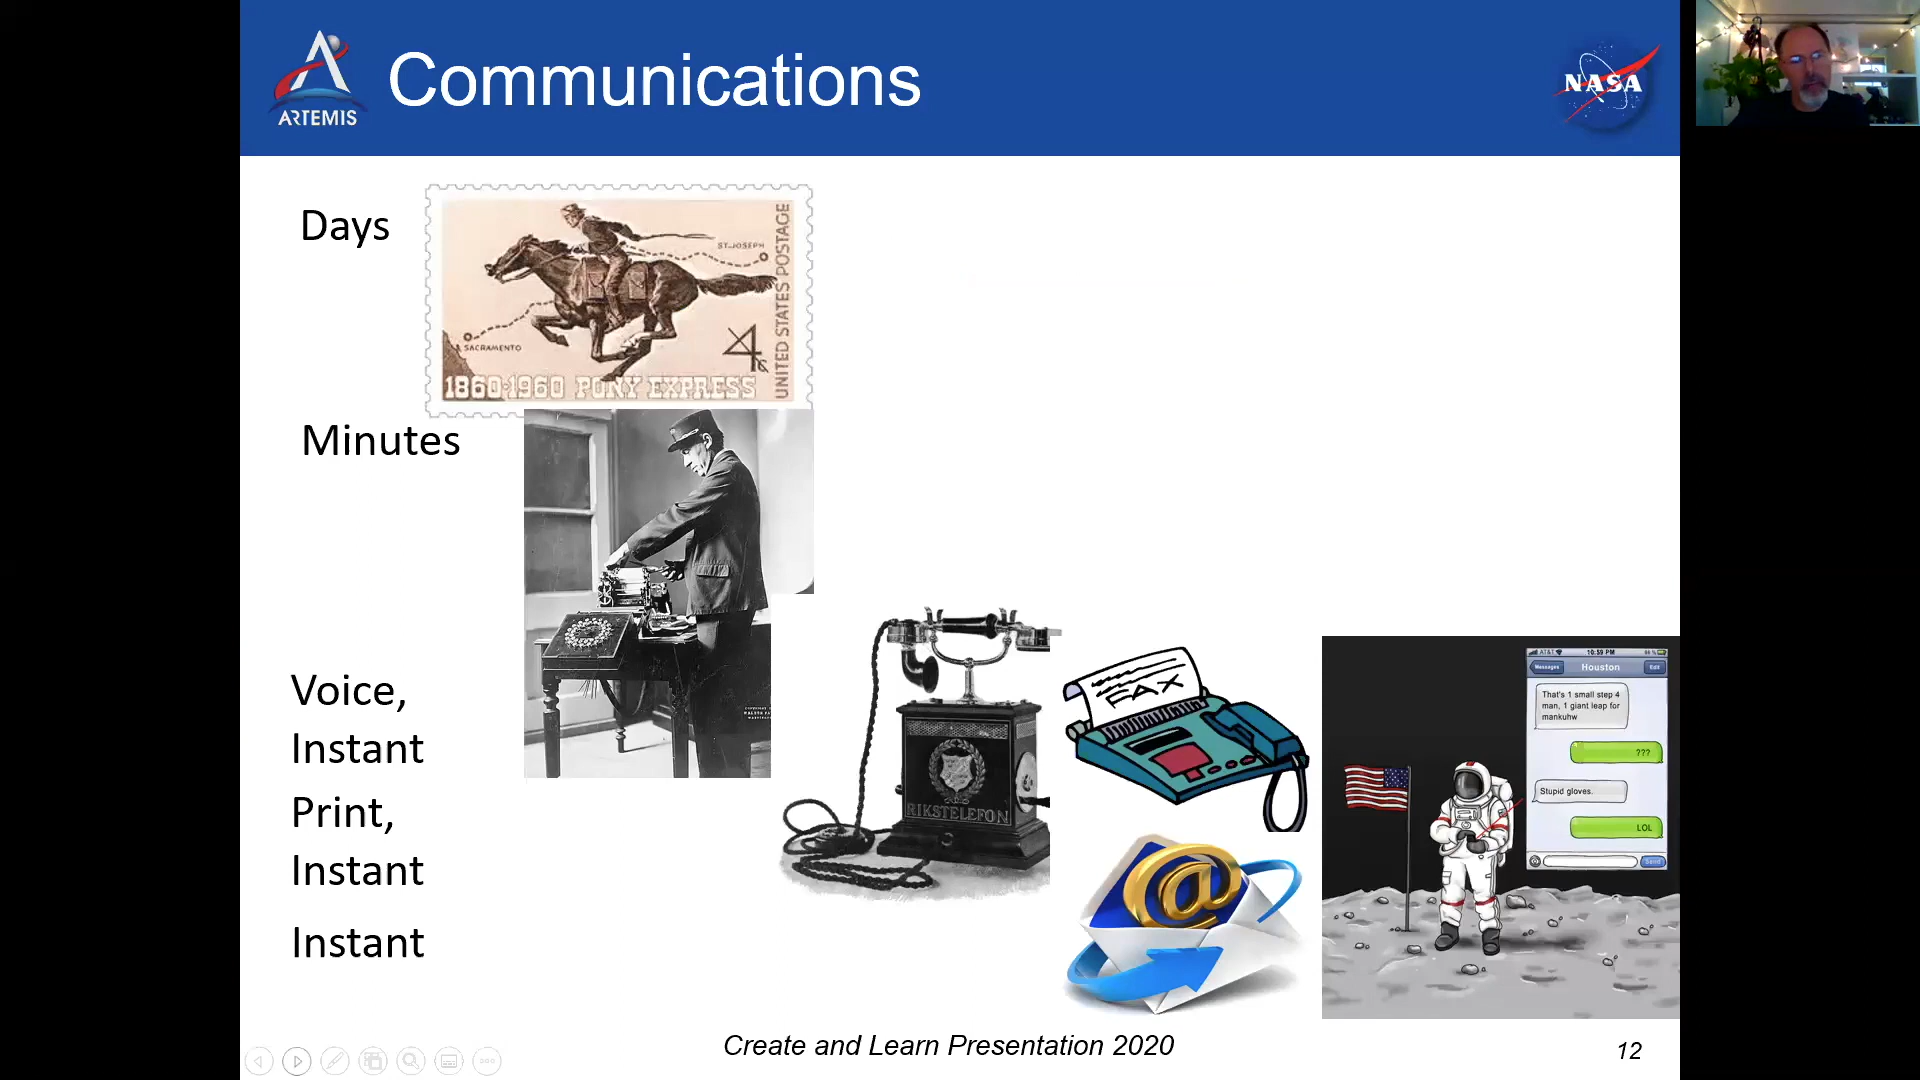 ARTEMIS
Communications
NASA
Days
ST. JOSEPH
SACRAMENTO
4c
UNITED STATES POSTAGE
1860-1960 PONY EXPRESS
Minutes
Voice,
Instant
Print,
Instant
Instant
RIKSTELEFON
FAX
@
AT&T
10:59 PM
Messages
Houston
Edit
That's 1 small step 4
man, 1 giant leap for
mankuhw
???
Stupid gloves.
LOL
Send
Create and Learn Presentation 2020
12